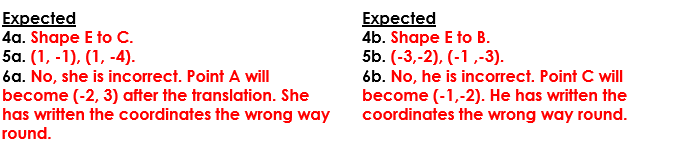 Expected
4a. Shape E to C.
5a. (1, -1), (1, -4).
6a. No, she is incorrect. Point A will
become (-2, 3) after the translation. She
has written the coordinates the wrong way
round.
Expected
4b. Shape E to B.
5b. (-3,-2), (-1 ,-3).
6b. No, he is incorrect. Point C will
become (-1,-2). He has written the
coordinates the wrong way round.